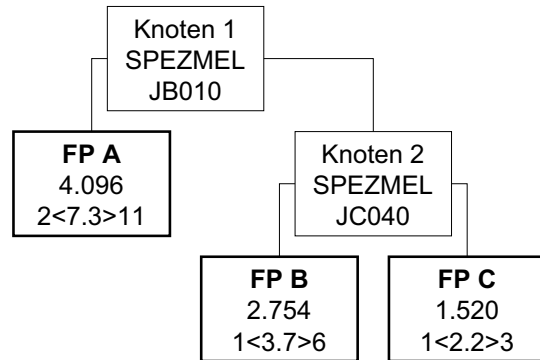 Knoten 1
SPEZMEL
JB010
FP A
4.096
2<7.3>11
Knoten 2
SPEZMEL
JC040
FP B
2.754
1<3.7>6
FP C
1.520
1<2.2>3